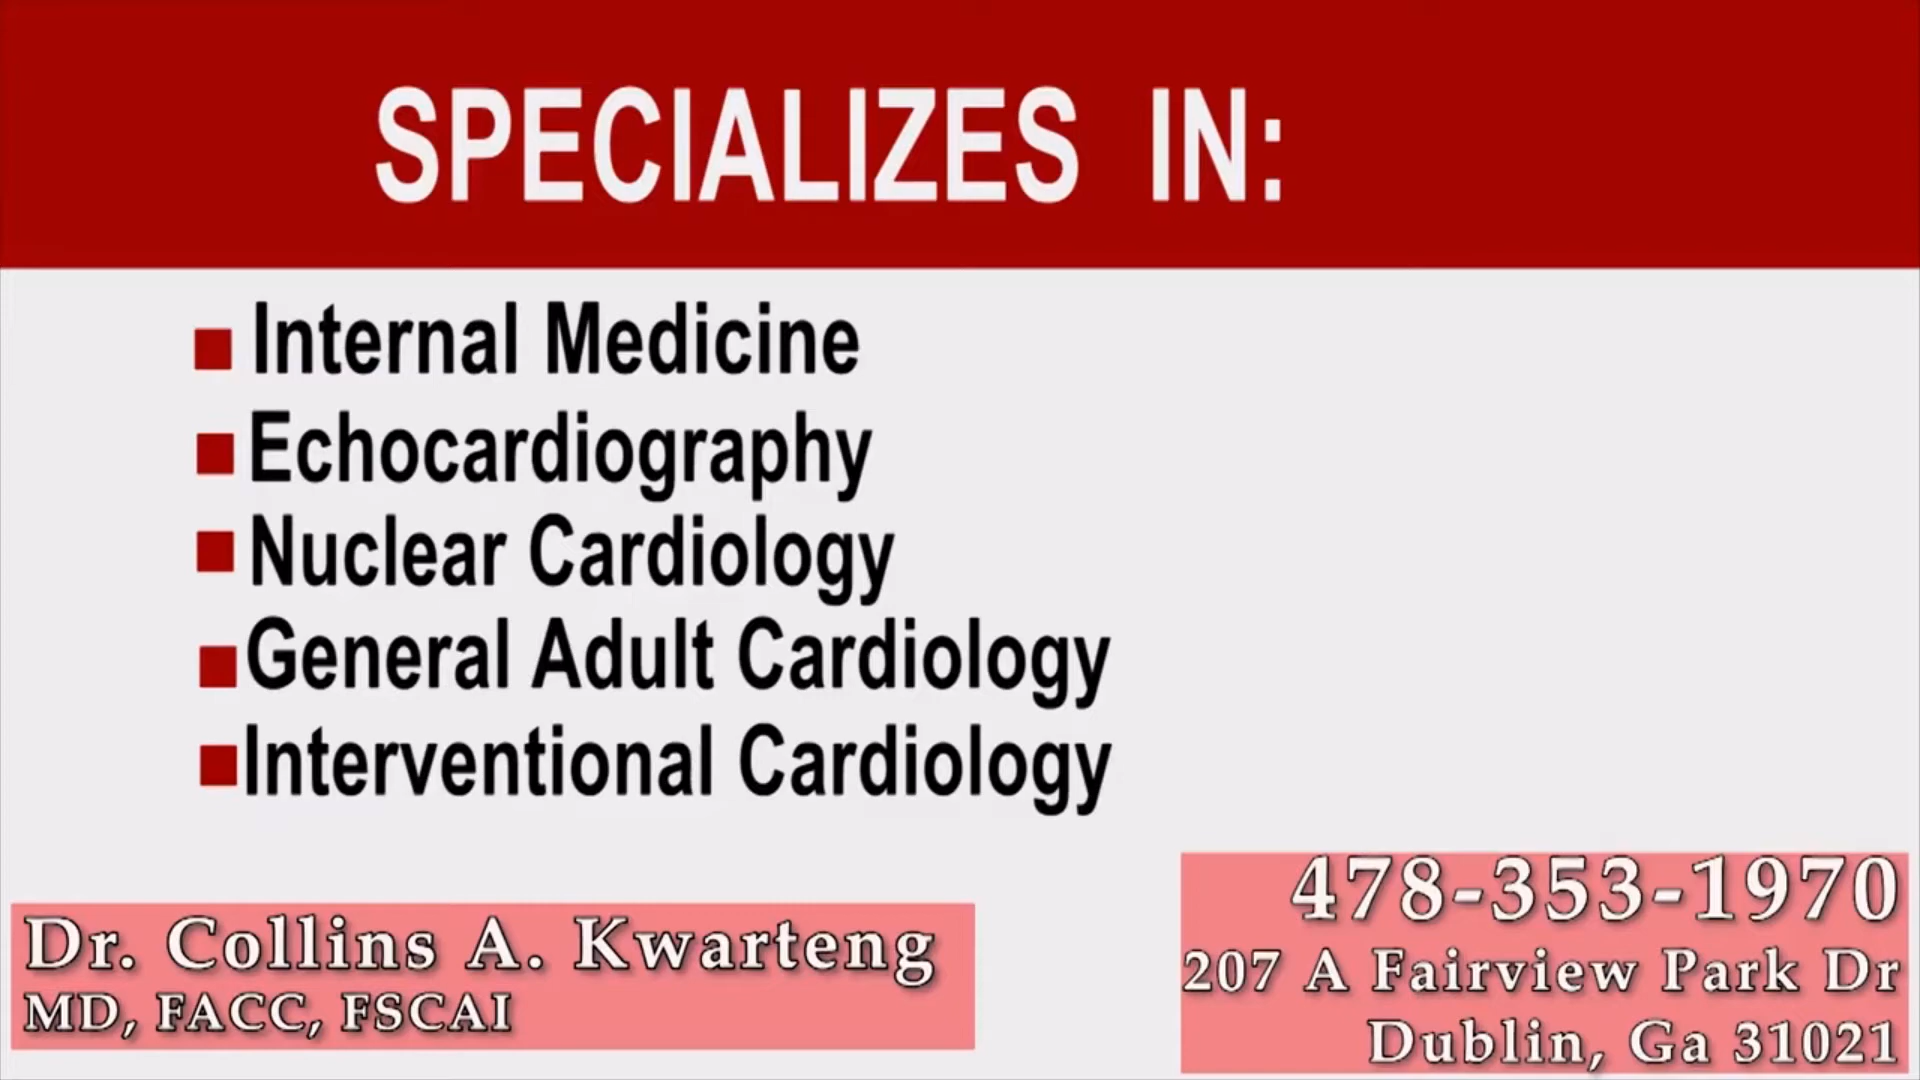 SPECIALIZES IN:
Internal Medicine
Echocardiography
Nuclear Cardiology
General Adult Cardiology
Interventional Cardiology
Dr. Collins A. Kwarteng
MD, FACC, FSCAI
478-353-1970
207 A Fairview Park Dr
Dublin, Ga 31021